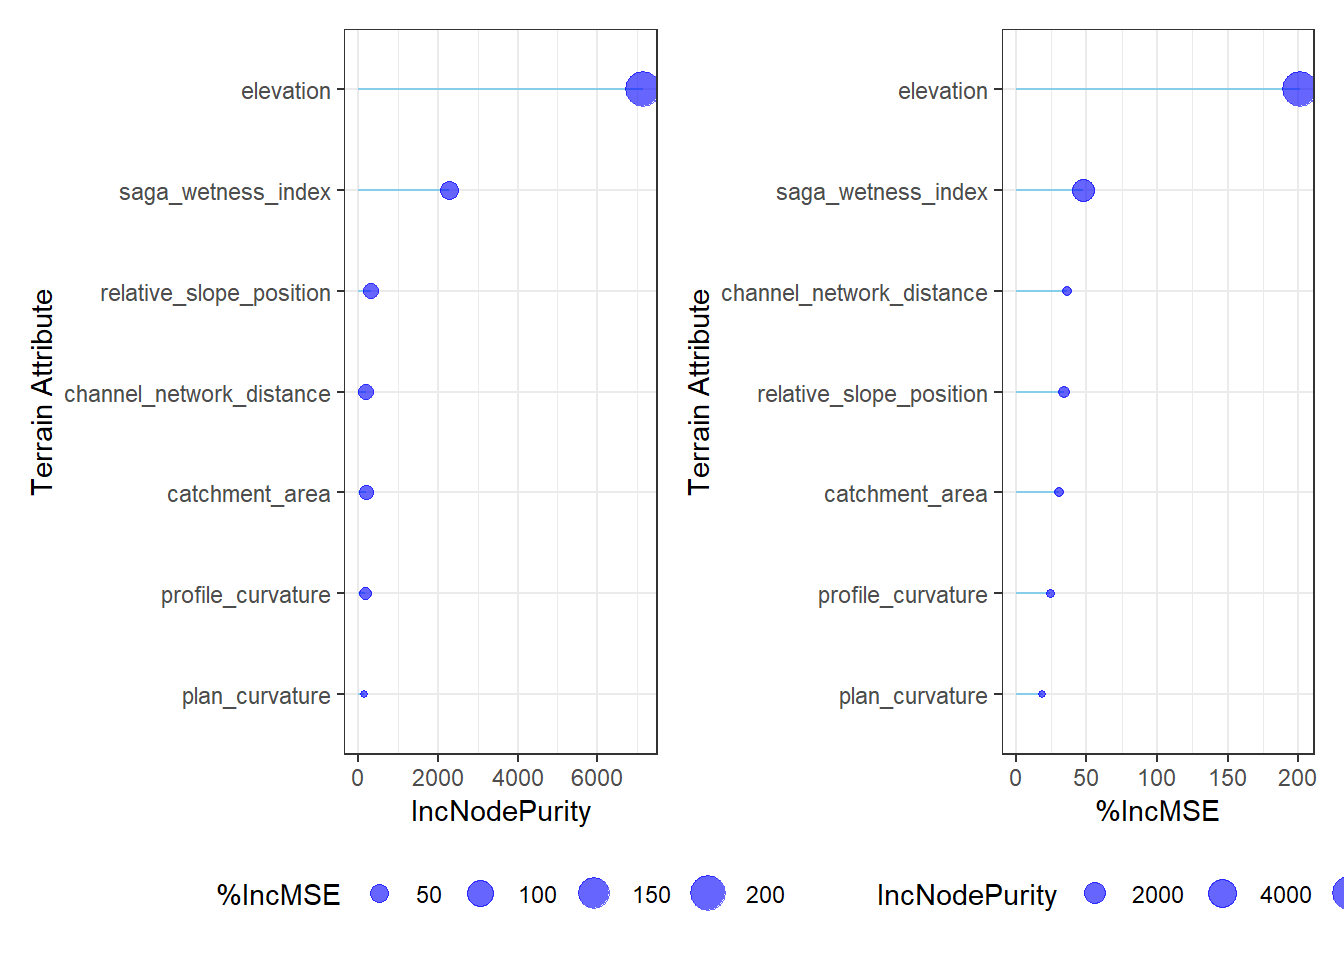 elevation
saga_wetness_index
relative_slope_position
channel_network_distance
catchment_area
profile_curvature
plan_curvature
Terrain Attribute
0 2000 4000 6000
IncNodePurity
elevation
saga_wetness_index
channel_network_distance
relative_slope_position
catchment_area
profile_curvature
plan_curvature
Terrain Attribute
0 50 100 150 200
%IncMSE
%IncMSE 50 100 150 200
IncNodePurity 2000 4000